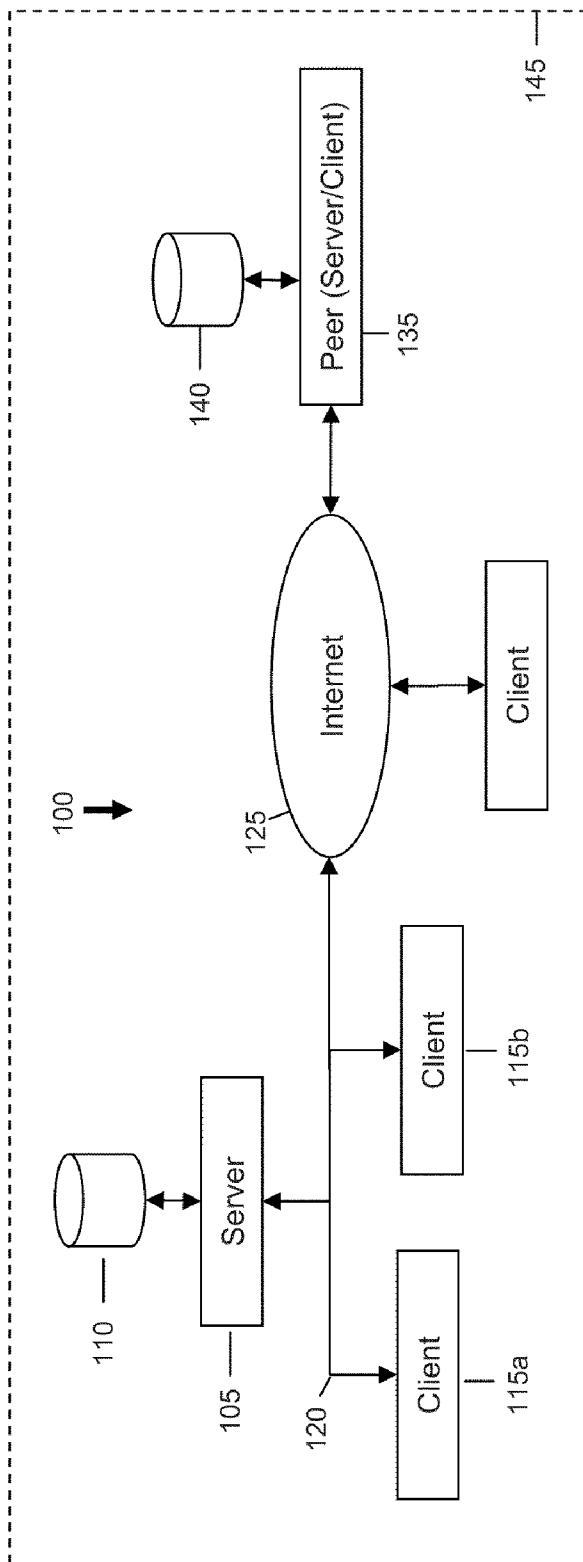 100
110
Server
105
120
Client
115a
Client
115b
125
Internet
Client
140
Peer (Server/Client)
135
145